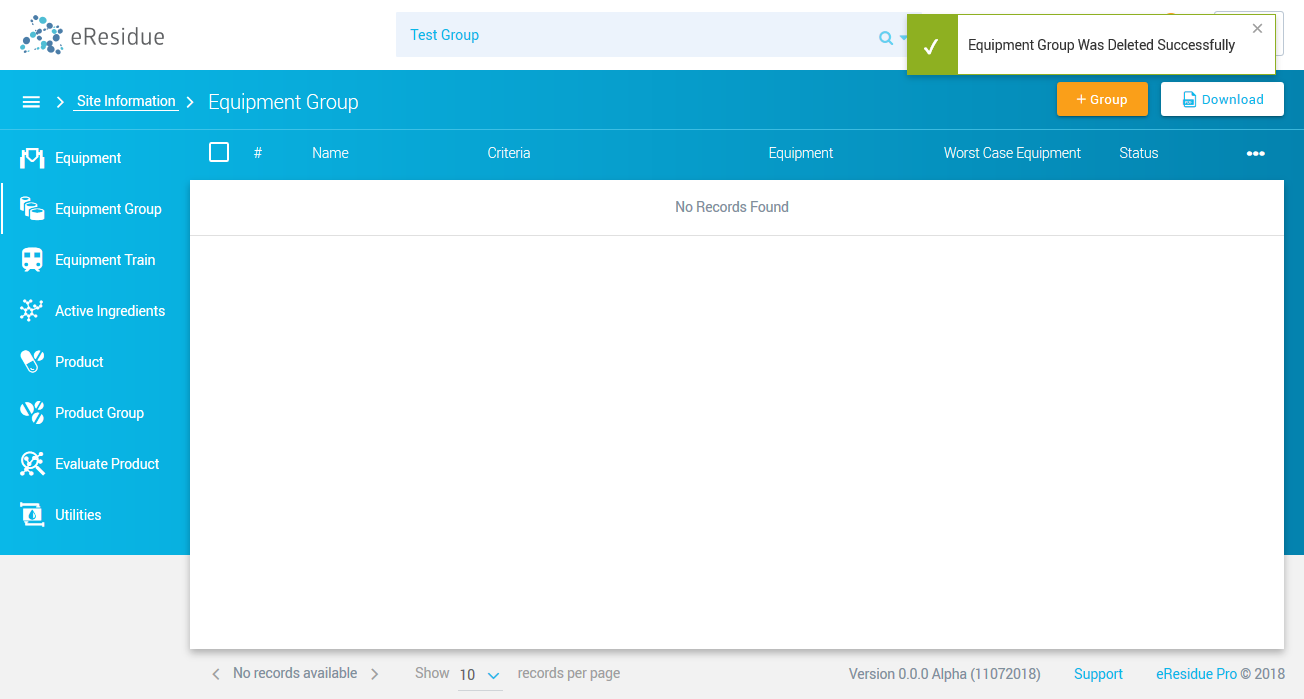 eResidue
Test Group
Equipment Group Was Deleted Successfully
Site Information
Equipment Group
+ Group
Download
# Name Criteria Equipment Worst Case Equipment Status
Equipment
Equipment Group
Equipment Train
Active Ingredients
Product
Product Group
Evaluate Product
Utilities
No Records Found
No records available
Show 10 records per page
Version 0.0.0 Alpha (11072018)
Support
eResidue Pro © 2018